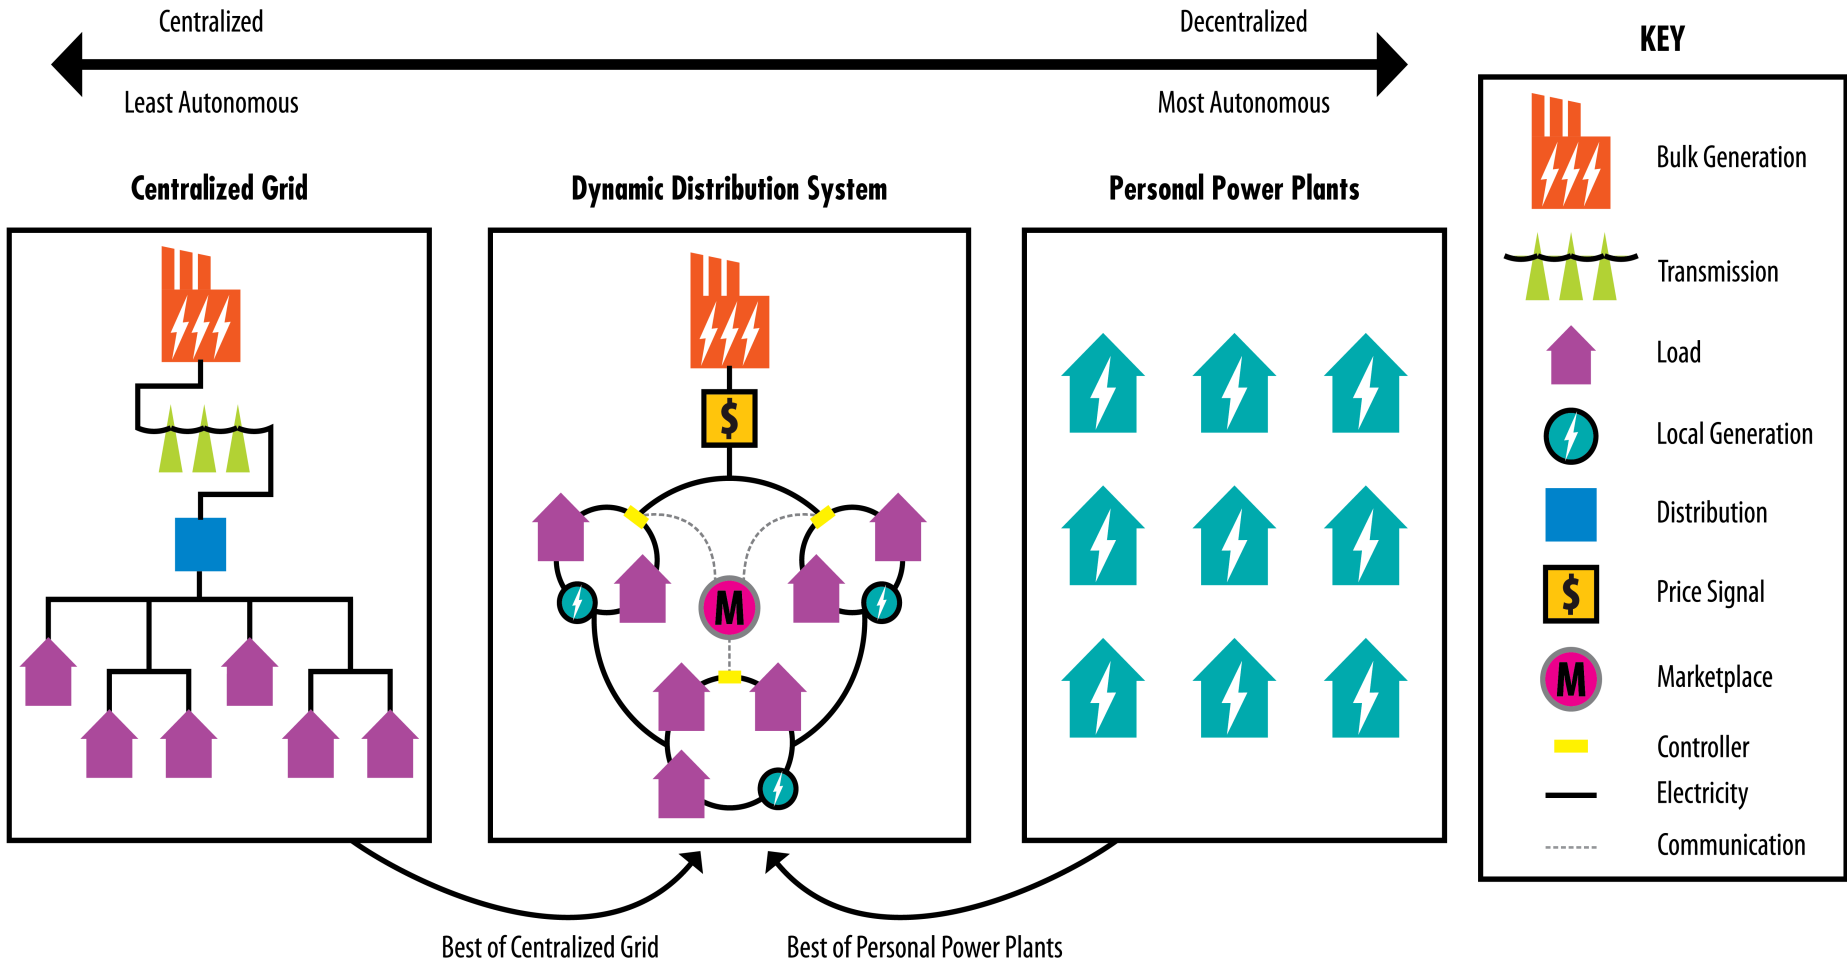 Centralized
Decentralized
Least Autonomous
Most Autonomous
Centralized Grid
Dynamic Distribution System
Personal Power Plants
$
M
Best of Centralized Grid
Best of Personal Power Plants
KEY
Bulk Generation
Transmission
Load
Local Generation
Distribution
$
Price Signal
M
Marketplace
Controller
Electricity
Communication